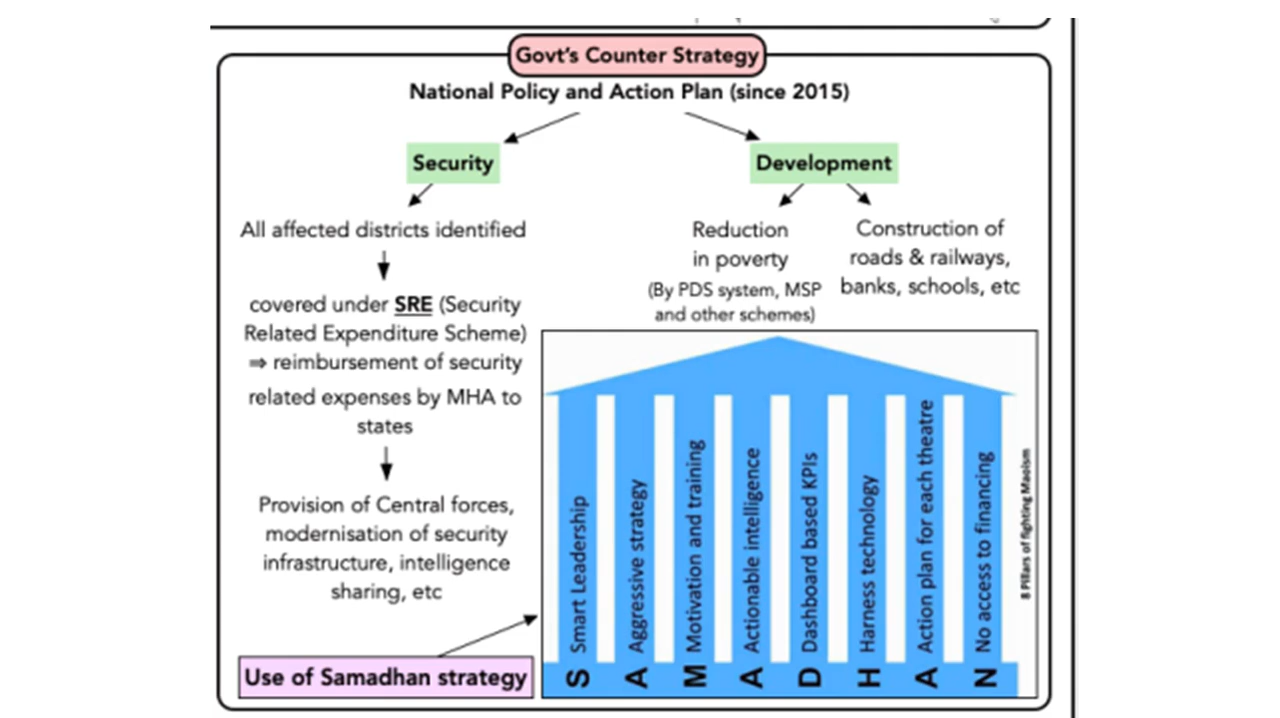 Govt's Counter Strategy
National Policy and Action Plan (since 2015)
Security
All affected districts identified
covered under SRE (Security
Related Expenditure Scheme)
⇒ reimbursement of security
related expenses by MHA to
states
Provision of Central forces,
modernisation of security
infrastructure, intelligence
sharing, etc
Use of Samadhan strategy
Development
Reduction
in poverty
(By PDS system, MSP
and other schemes)
Construction of
roads & railways,
banks, schools, etc
Smart Leadership
Aggressive strategy
Motivation and training
Actionable intelligence
Dashboard based KPIs
Harness technology
Action plan for each theatre
No access to financing
S A M A D H A N
8 Pillars of fighting Maoism